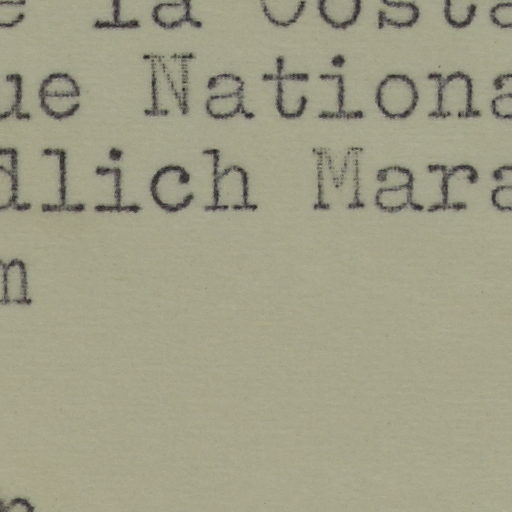 e la Costa
ue Nationa
dlich Mara
m